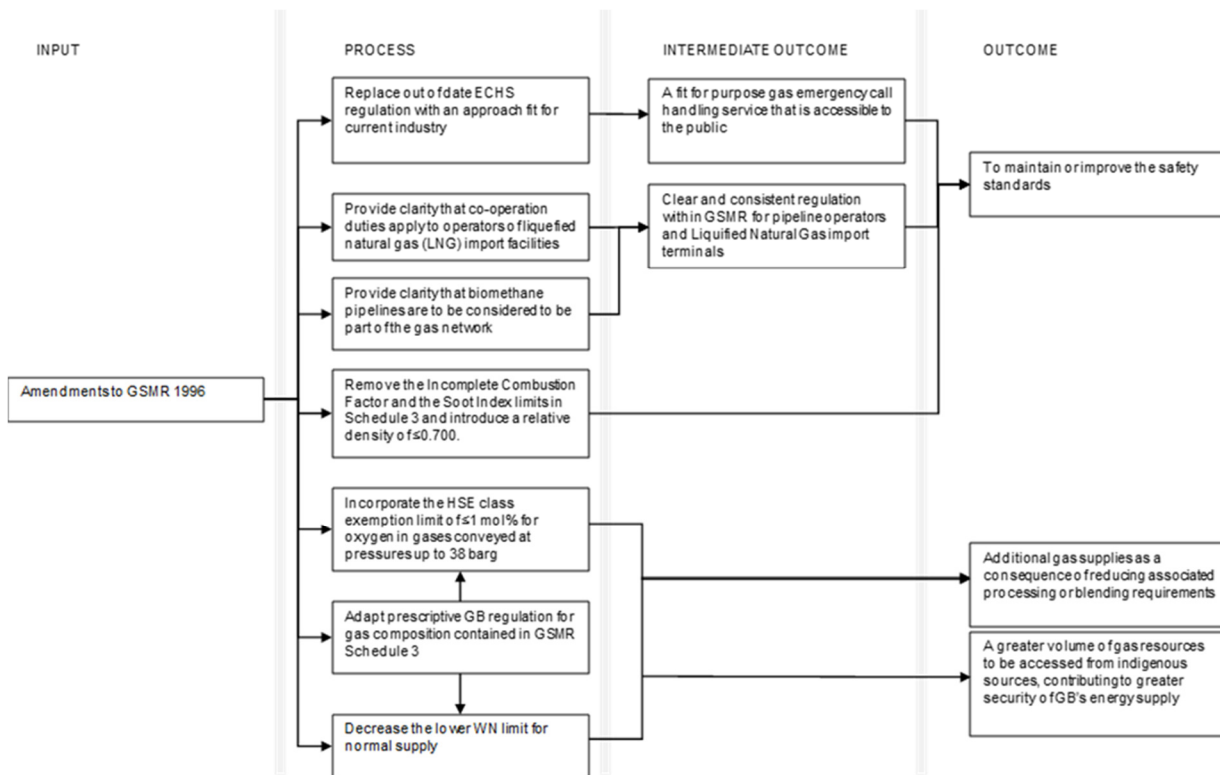 INPUT
PROCESS
INTERMEDIATE OUTCOME
OUTCOME
Replace out of date ECHS
regulation with an approach fit for
current industry
A fit for purpose gas emergency call
handling service that is accessible to
the public
To maintain or improve the safety
standards
Provide clarity that co-operation
duties apply to operators of liquefied
natural gas (LNG) import facilities
Clear and consistent regulation
within GSMR for pipeline operators
and Liquified Natural Gas import
terminals
Provide clarity that biomethane
pipelines are to be considered to be
part of the gas network
Amendments to GSMR 1996
Remove the Incomplete Combustion
Factor and the Soot Index limits in
Schedule 3 and introduce a relative
density of ≤0.700.
Incorporate the HSE class
exemption limit of ≤1 mol% for
oxygen in gases conveyed at
pressures up to 38 barg
Additional gas supplies as a
consequence of reducing associated
processing or blending requirements
Adapt prescriptive GB regulation for
gas composition contained in GSMR
Schedule 3
A greater volume of gas resources
to be accessed from indigenous
sources, contributing to greater
security of GB's energy supply
Decrease the lower WN limit for
normal supply